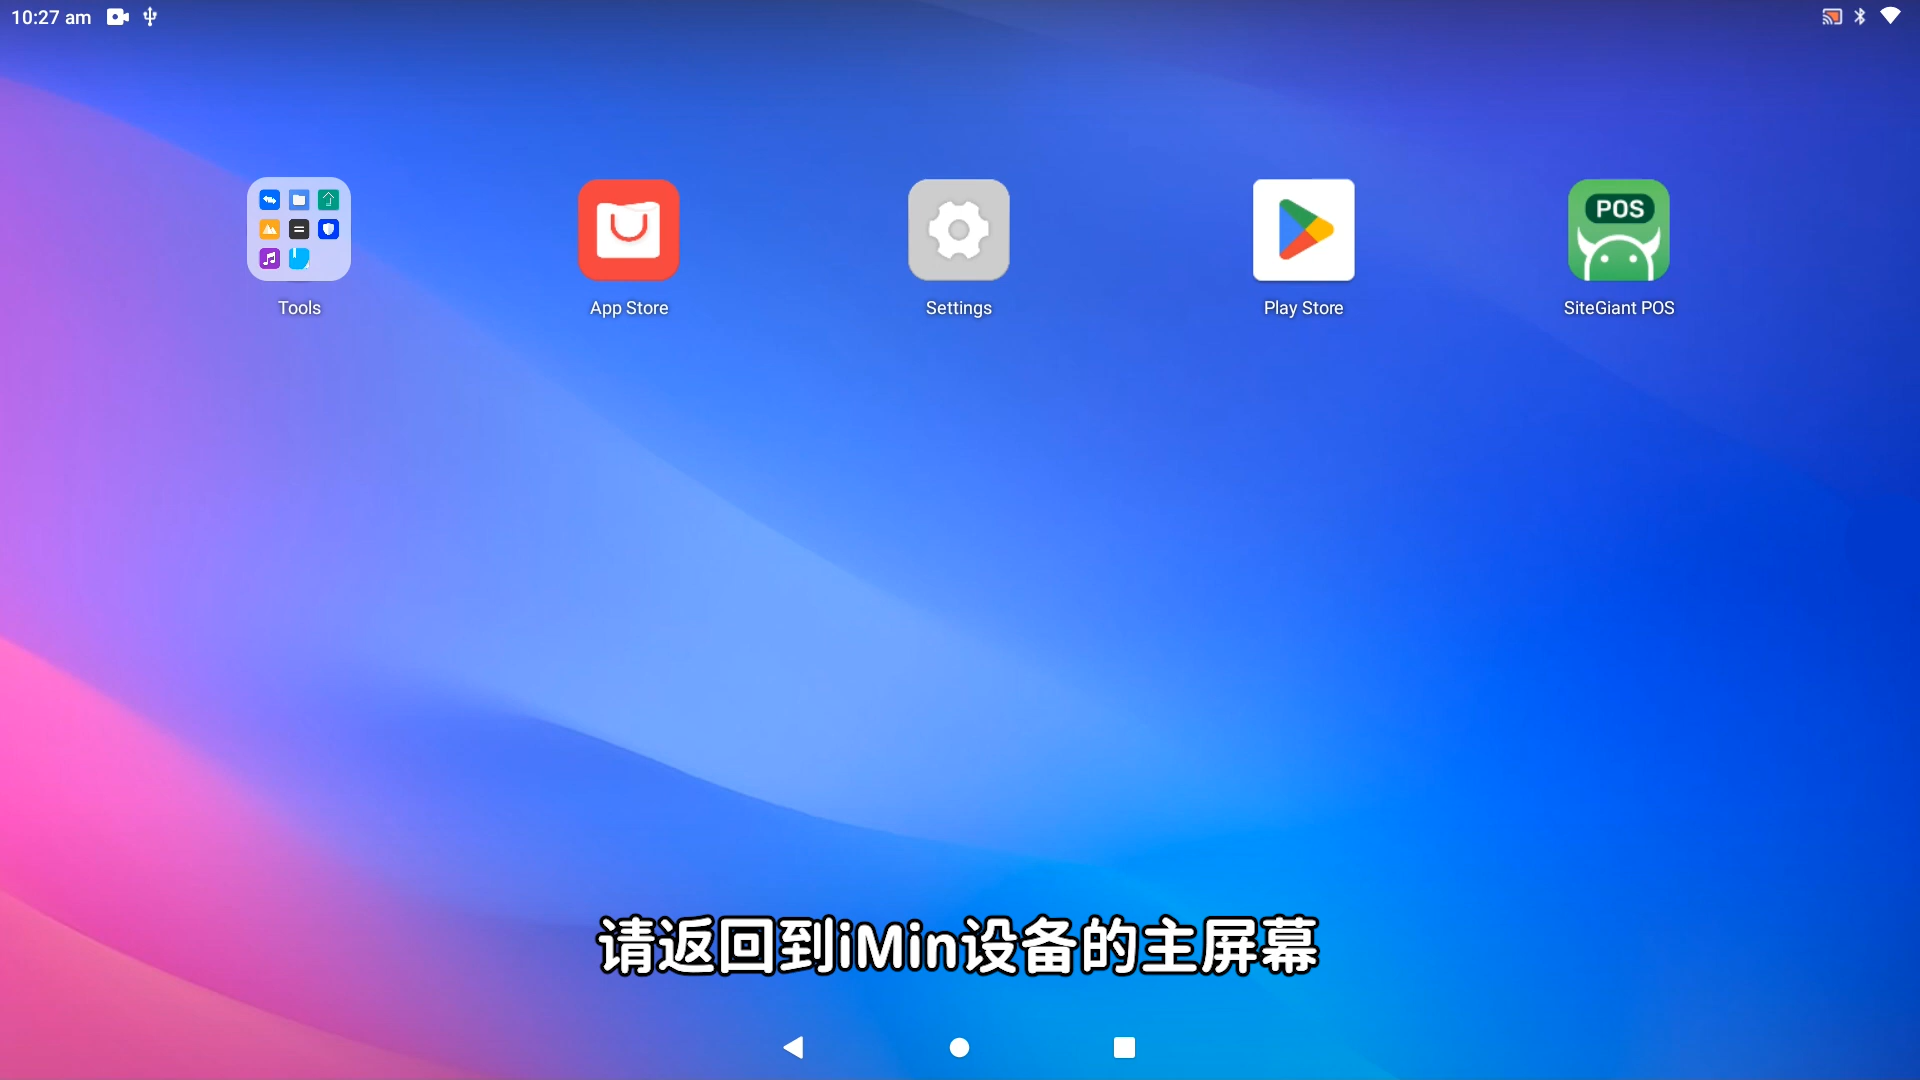 10:27 am
Tools
App Store
Settings
Play Store
POS
SiteGiant POS
请返回到iMin设备的主屏幕